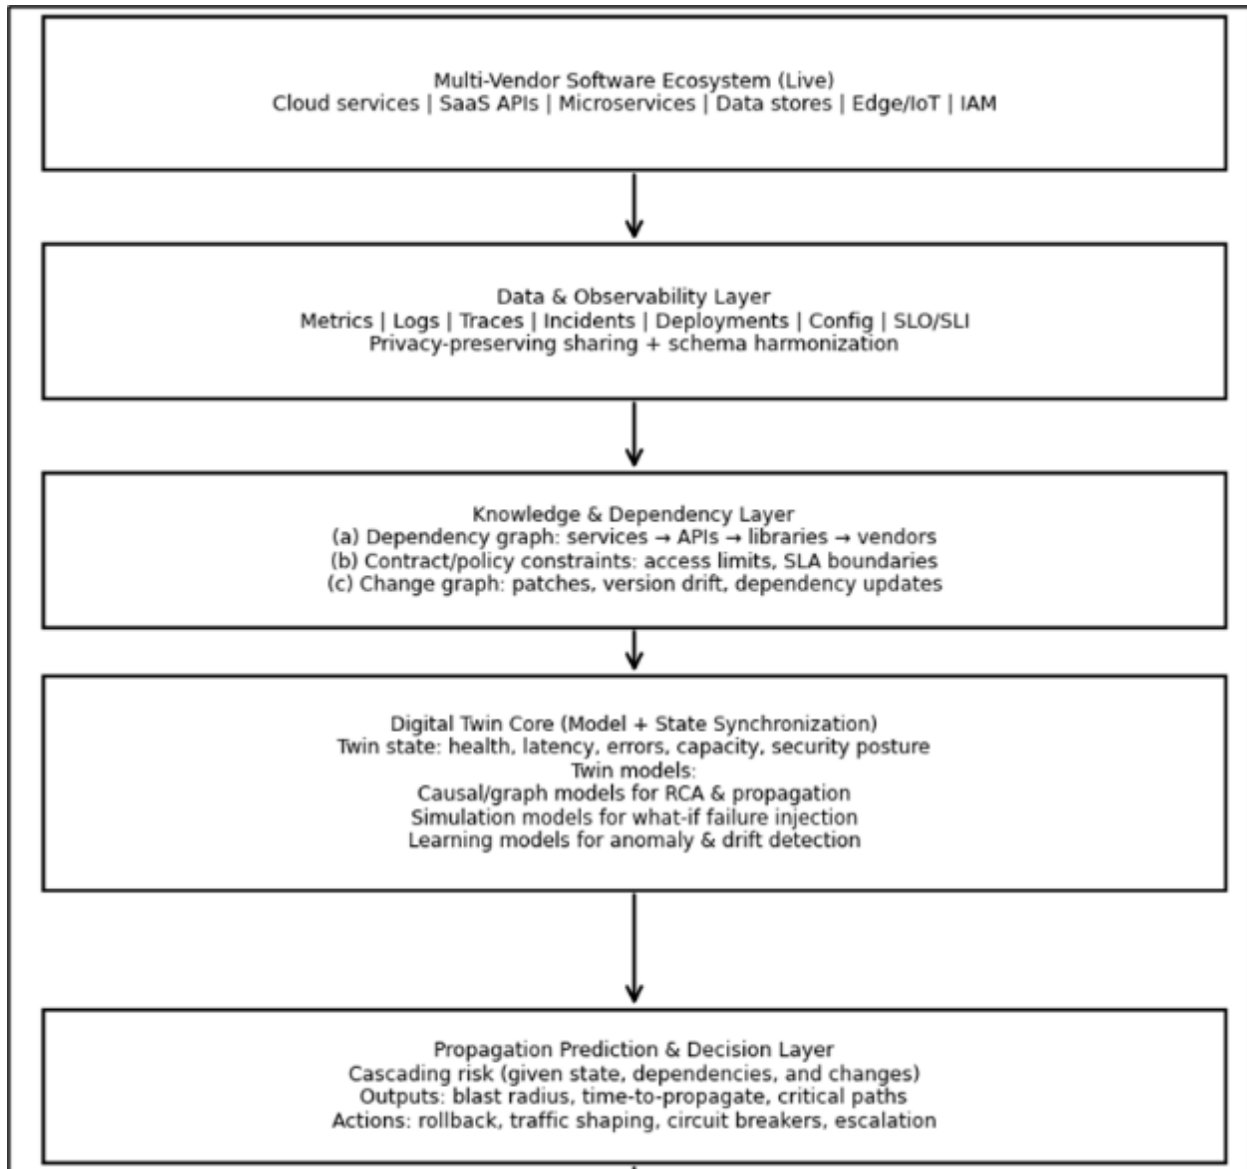 Multi-Vendor Software Ecosystem (Live)
Cloud services | SaaS APIs | Microservices | Data stores | Edge/IoT | IAM
Data & Observability Layer
Metrics | Logs | Traces | Incidents | Deployments | Config | SLO/SLI
Privacy-preserving sharing + schema harmonization
Knowledge & Dependency Layer
(a) Dependency graph: services → APIs → libraries → vendors
(b) Contract/policy constraints: access limits, SLA boundaries
(c) Change graph: patches, version drift, dependency updates
Digital Twin Core (Model + State Synchronization)
Twin state: health, latency, errors, capacity, security posture
Twin models:
Causal/graph models for RCA & propagation
Simulation models for what-if failure injection
Learning models for anomaly & drift detection
Propagation Prediction & Decision Layer
Cascading risk (given state, dependencies, and changes)
Outputs: blast radius, time-to-propagate, critical paths
Actions: rollback, traffic shaping, circuit breakers, escalation